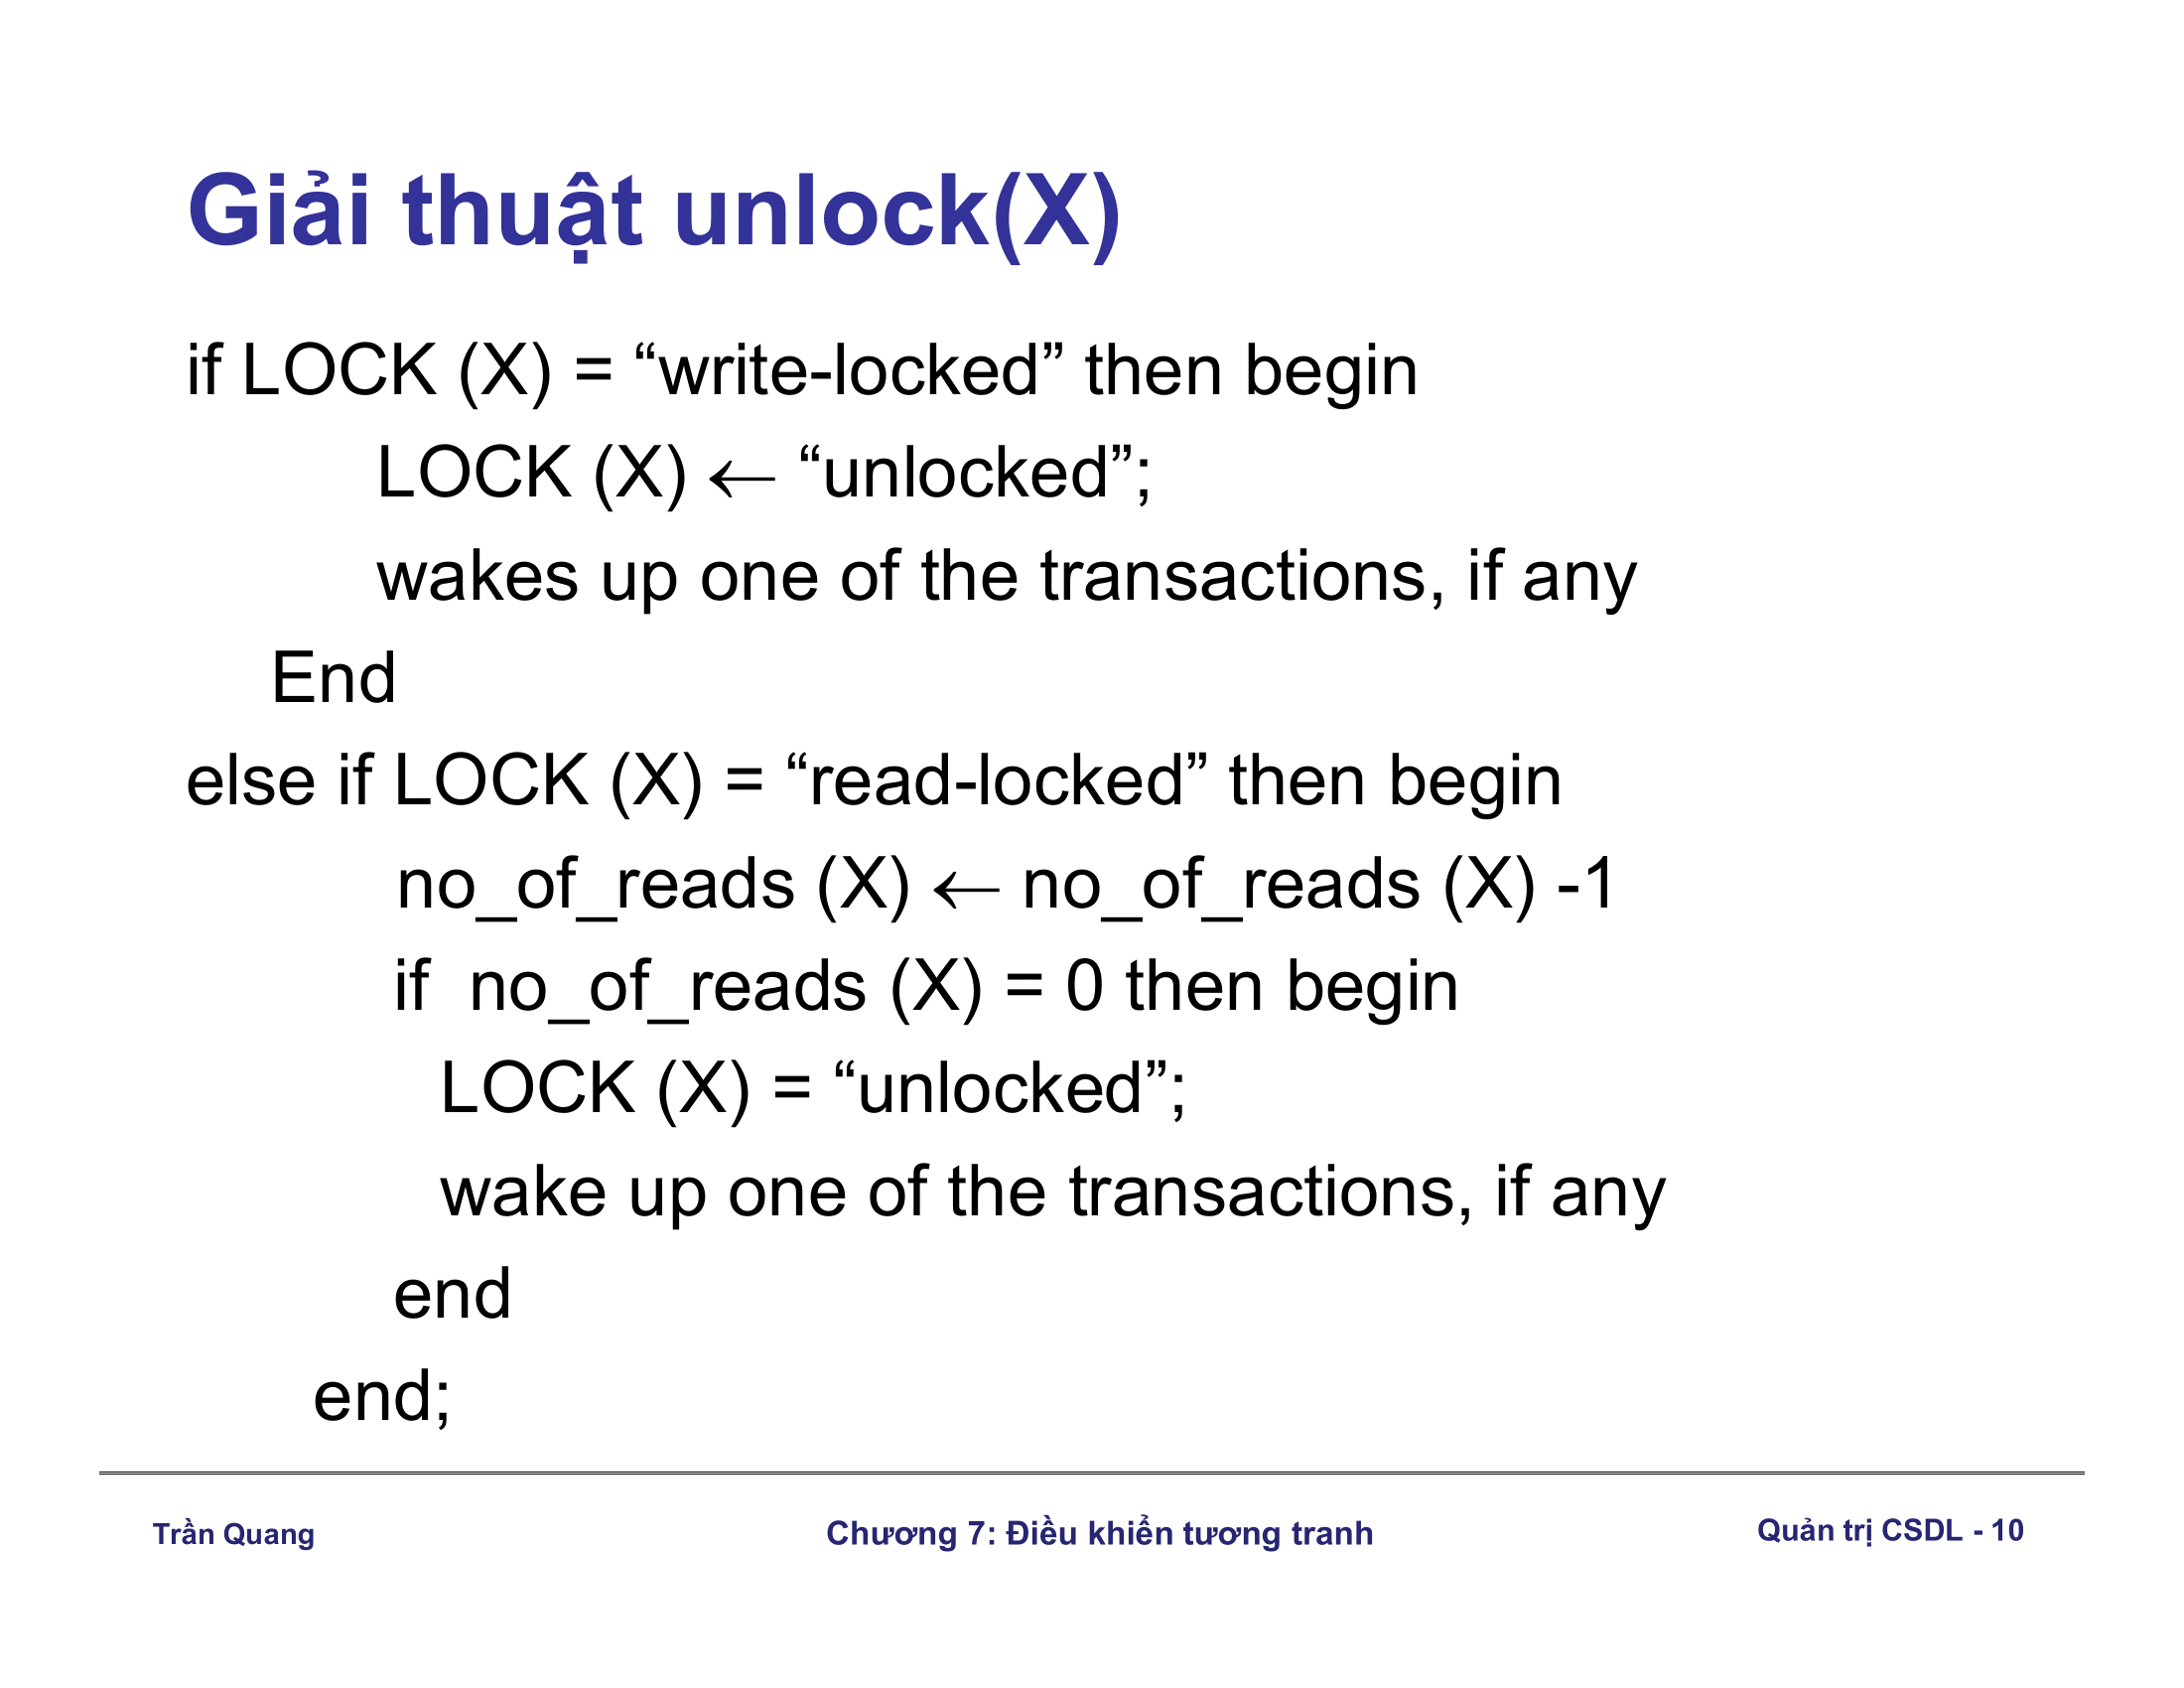 Giải thuật unlock(X)
if LOCK (X) = “write-locked” then begin
LOCK (X) ← “unlocked”;
wakes up one of the transactions, if any
End
else if LOCK (X) = “read-locked” then begin
no_of_reads (X) ← no_of_reads (X) -1
if  no_of_reads (X) = 0 then begin
LOCK (X) = “unlocked”;
wake up one of the transactions, if any
end
end;
Trần Quang
Chương 7: Điều khiển tương tranh
Quản trị CSDL - 10